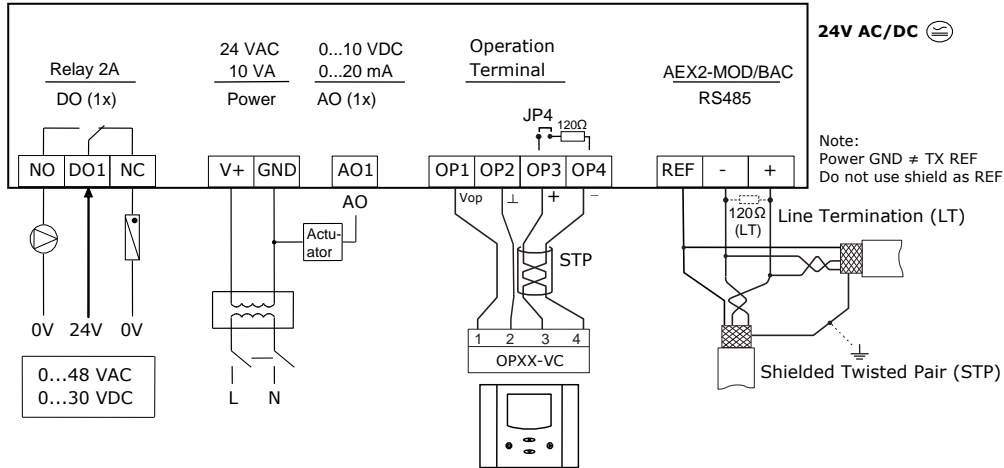 24V AC/DC
Relay 2A
DO (1x)
24 VAC
10 VA
Power
0...10 VDC
0...20 mA
AO (1x)
Operation
Terminal
AEX2-MOD/BAC
RS485
JP4
120Ω
NO DO1 NC
V+ GND
AO1
OP1 OP2 OP3 OP4
REF - +
Note:
Power GND ≠ TX REF
Do not use shield as REF
Vop ⊥ + −
AO
Actu-
ator
120Ω
(LT)
Line Termination (LT)
STP
0V 24V 0V
1 2 3 4
OPXX-VC
0...48 VAC
0...30 VDC
L N
Shielded Twisted Pair (STP)